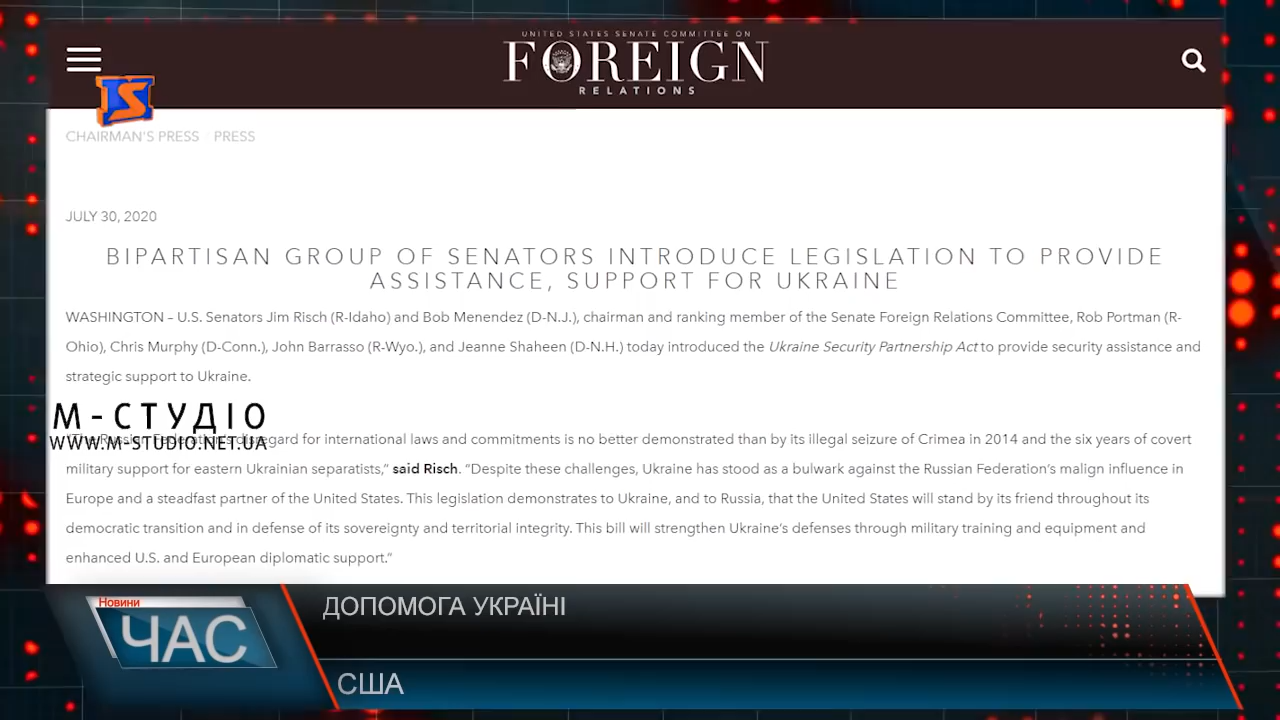 UNITED STATES SENATE COMMITTEE ON
FOREIGN
RELATIONS
CHAIRMAN'S PRESS / PRESS
JULY 30, 2020
BIPARTISAN GROUP OF SENATORS INTRODUCE LEGISLATION TO PROVIDE
ASSISTANCE, SUPPORT FOR UKRAINE
WASHINGTON – U.S. Senators Jim Risch (R-Idaho) and Bob Menendez (D-N.J.), chairman and ranking member of the Senate Foreign Relations Committee, Rob Portman (R-
Ohio), Chris Murphy (D-Conn.), John Barrasso (R-Wyo.), and Jeanne Shaheen (D-N.H.) today introduced the Ukraine Security Partnership Act to provide security assistance and
strategic support to Ukraine.
М-СТУДІО
WWW.M-STUDIO.NET.UA
“The Russian Federation’s disregard for international laws and commitments is no better demonstrated than by its illegal seizure of Crimea in 2014 and the six years of covert
military support for eastern Ukrainian separatists,” said Risch. “Despite these challenges, Ukraine has stood as a bulwark against the Russian Federation’s malign influence in
Europe and a steadfast partner of the United States. This legislation demonstrates to Ukraine, and to Russia, that the United States will stand by its friend throughout its
democratic transition and in defense of its sovereignty and territorial integrity. This bill will strengthen Ukraine’s defenses through military training and equipment and
enhanced U.S. and European diplomatic support.”
Новини
ЧАС
ДОПОМОГА УКРАЇНІ
США